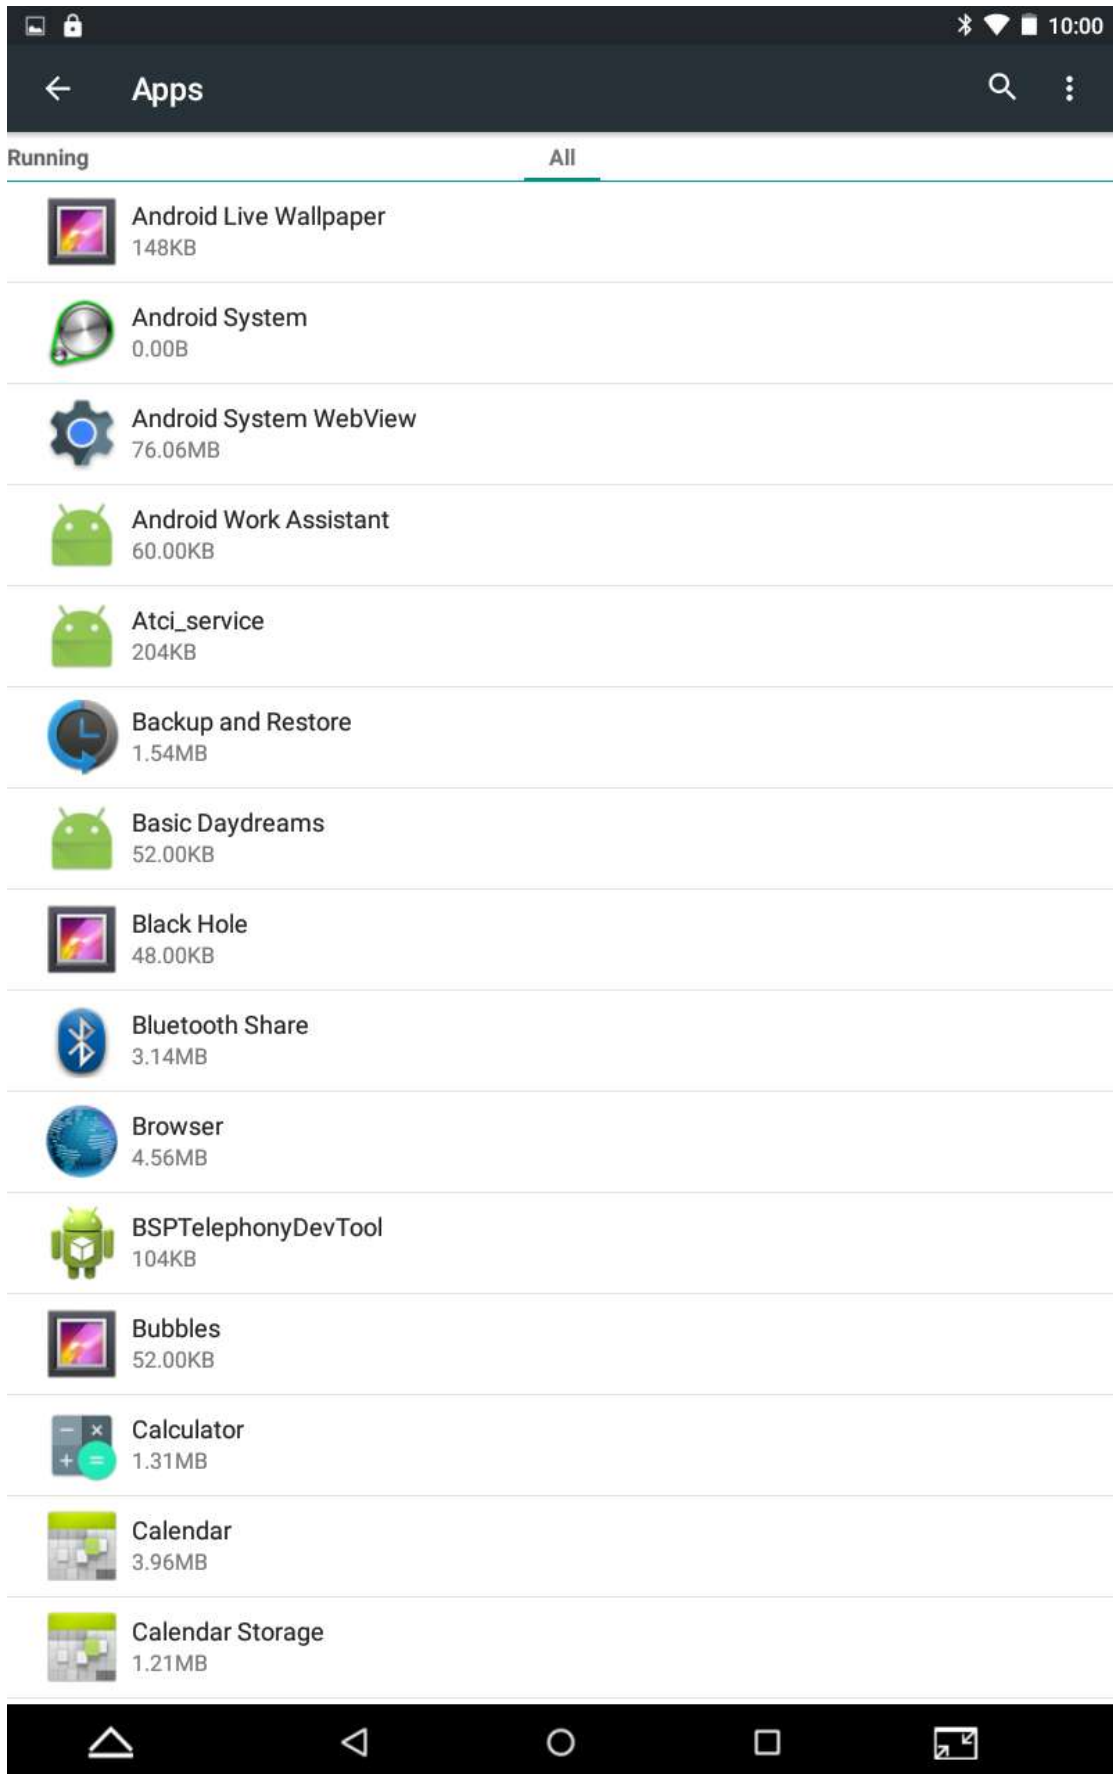 10:00
Apps
Running
All
Android Live Wallpaper
148KB
Android System
0.00B
Android System WebView
76.06MB
Android Work Assistant
60.00KB
Atci_service
204KB
Backup and Restore
1.54MB
Basic Daydreams
52.00KB
Black Hole
48.00KB
Bluetooth Share
3.14MB
Browser
4.56MB
BSPTelephonyDevTool
104KB
Bubbles
52.00KB
Calculator
1.31MB
Calendar
3.96MB
Calendar Storage
1.21MB